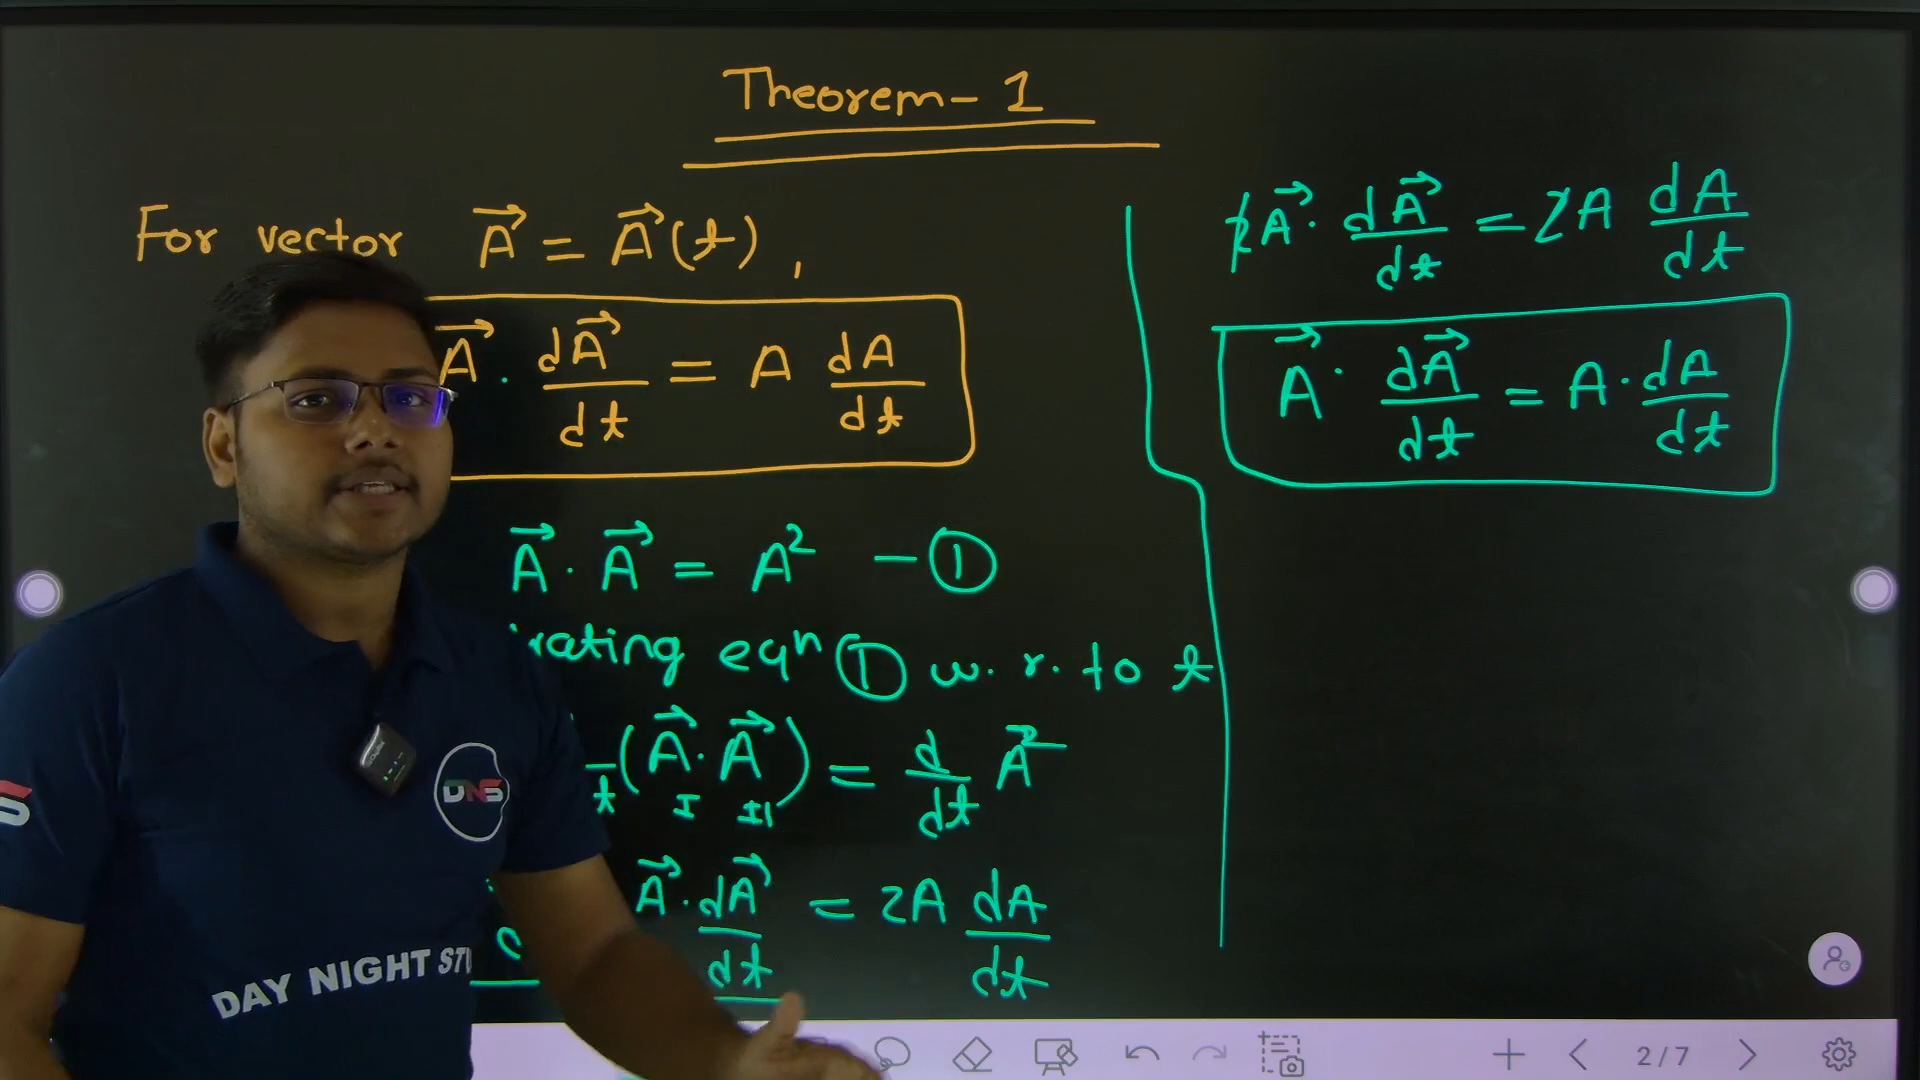 Theorem-1
For vector A⃗ = A⃗(t),
A⃗ · dA⃗/dt = A dA/dt
A⃗ · A⃗ = A² — ①
rating eqⁿ ① w.r.to t
(A⃗ · A⃗) = d/dt A²
I II
A⃗ · dA⃗/dt = 2A dA/dt
2A⃗ · dA⃗/dt = 2A dA/dt
A⃗ · dA⃗/dt = A · dA/dt
DNS
S
DAY NIGHT STU
2/7